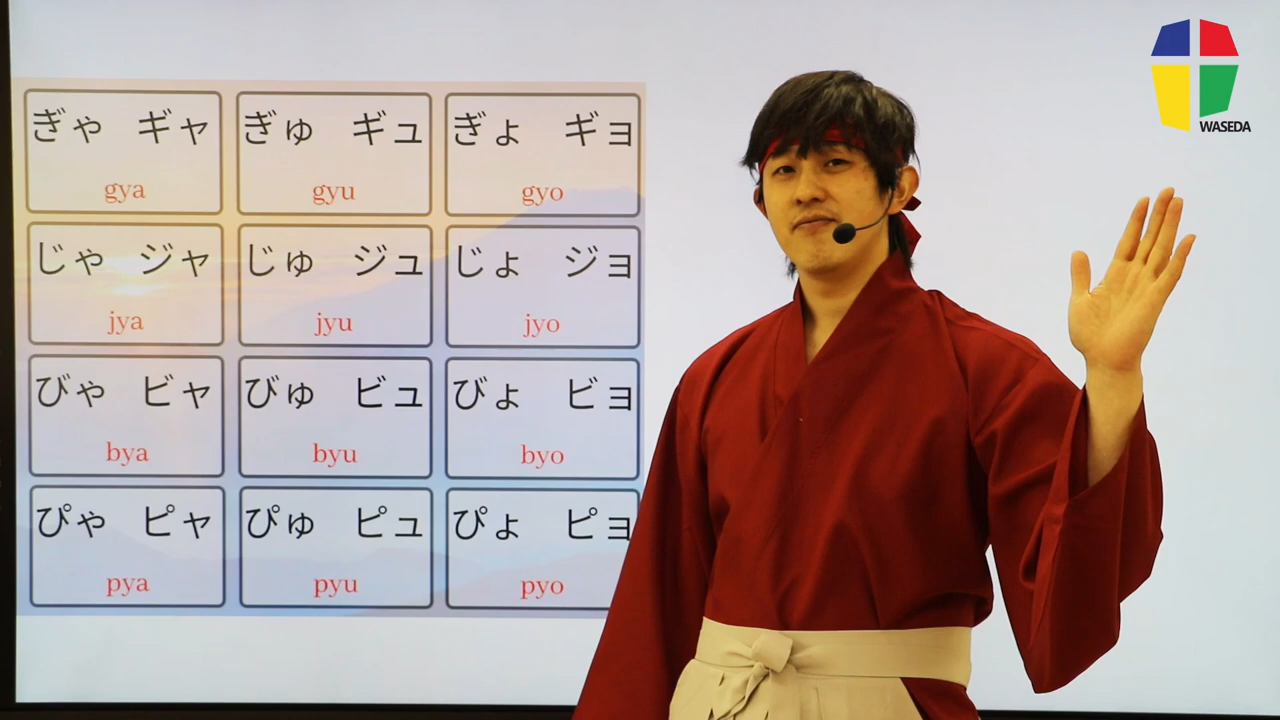 WASEDA
ぎゃ ギャ
gya
ぎゅ ギュ
gyu
ぎょ ギョ
gyo
じゃ ジャ
jya
じゅ ジュ
jyu
じょ ジョ
jyo
びゃ ビャ
bya
びゅ ビュ
byu
びょ ビョ
byo
ぴゃ ピャ
pya
ぴゅ ピュ
pyu
ぴょ ピョ
pyo